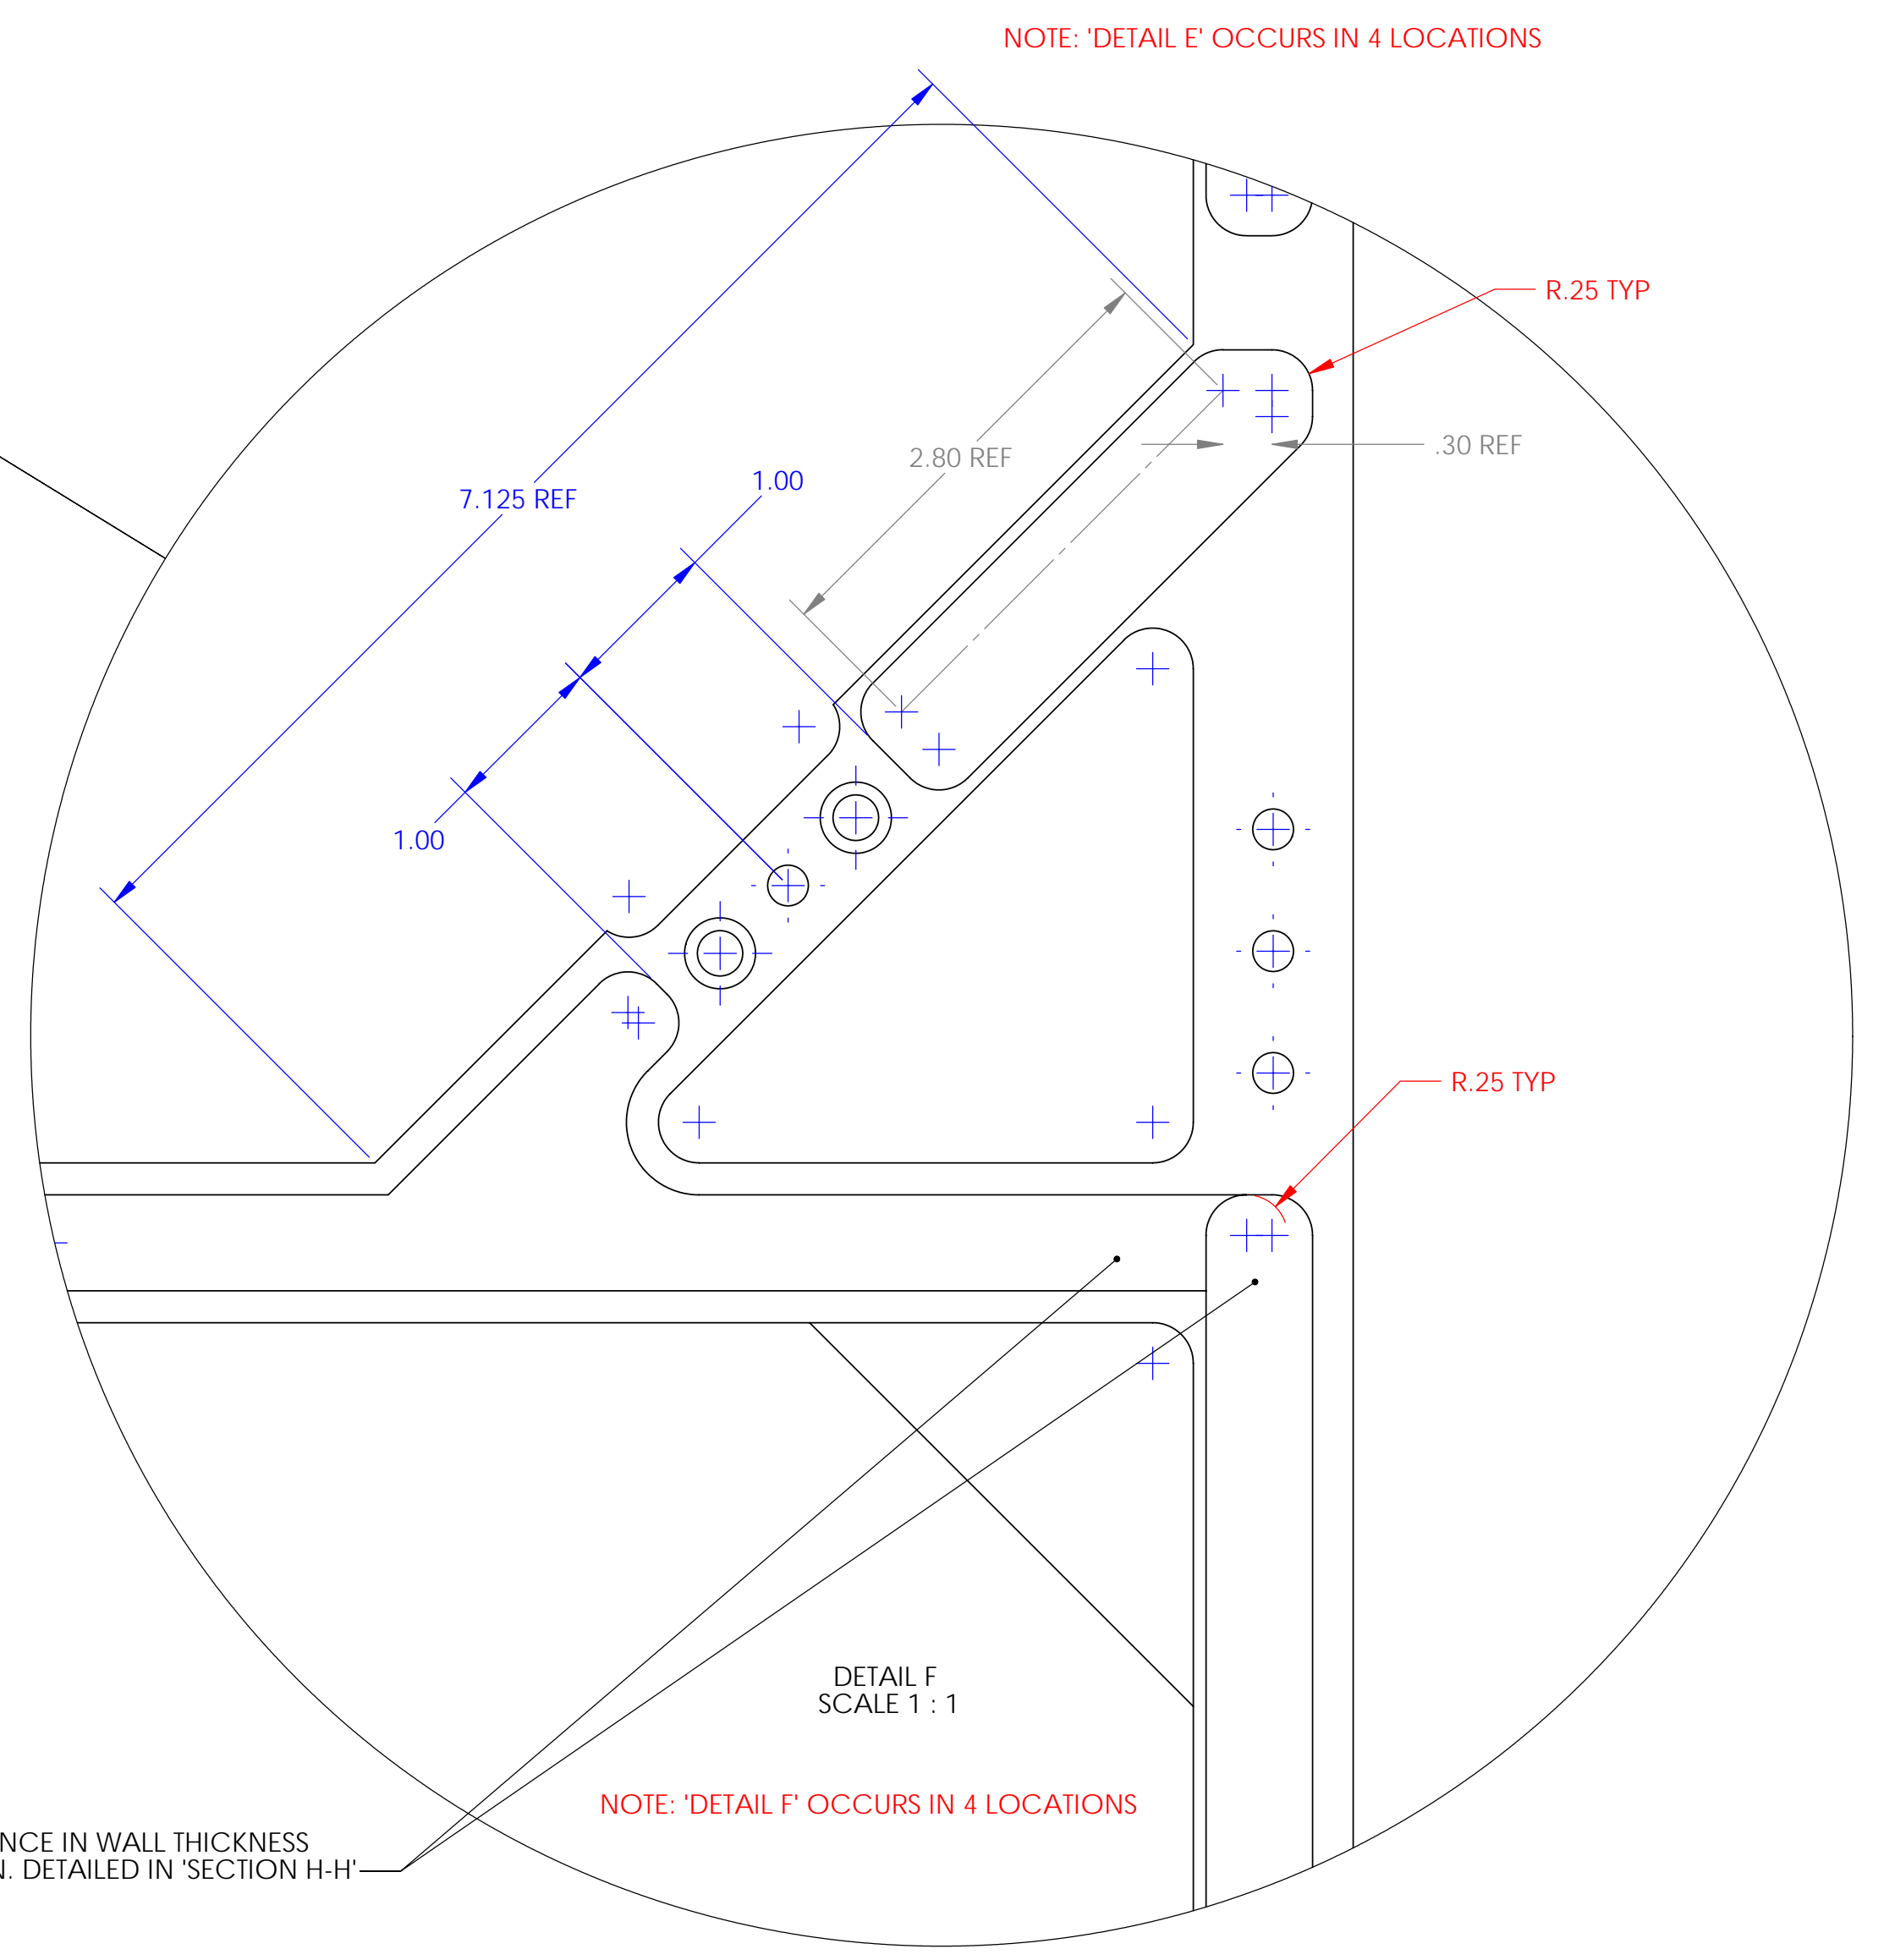 NOTE: 'DETAIL E' OCCURS IN 4 LOCATIONS
R.25 TYP
2.80 REF
.30 REF
1.00
7.125 REF
1.00
R.25 TYP
DETAIL F
SCALE 1 : 1
NOTE: 'DETAIL F' OCCURS IN 4 LOCATIONS
NCE IN WALL THICKNESS
N. DETAILED IN 'SECTION H-H'